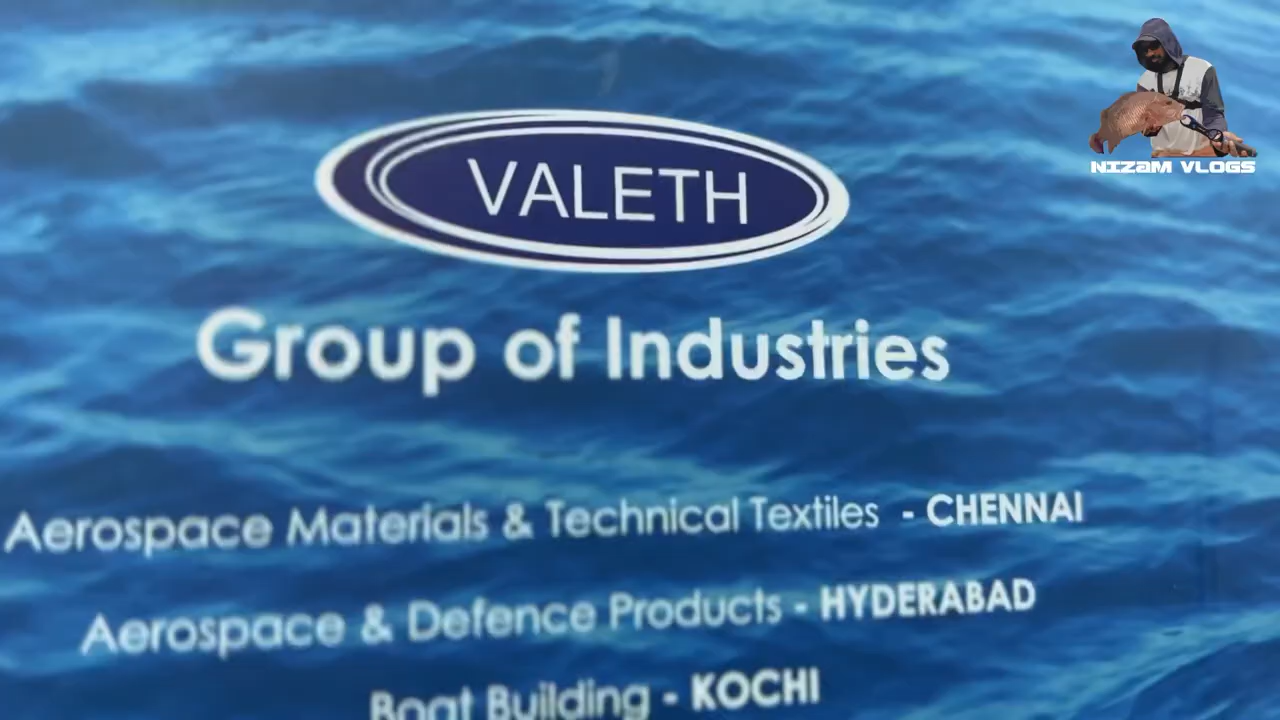 NIZAM VLOGS
VALETH
Group of Industries
Aerospace Materials & Technical Textiles - CHENNAI
Aerospace & Defence Products - HYDERABAD
Boat Building - KOCHI